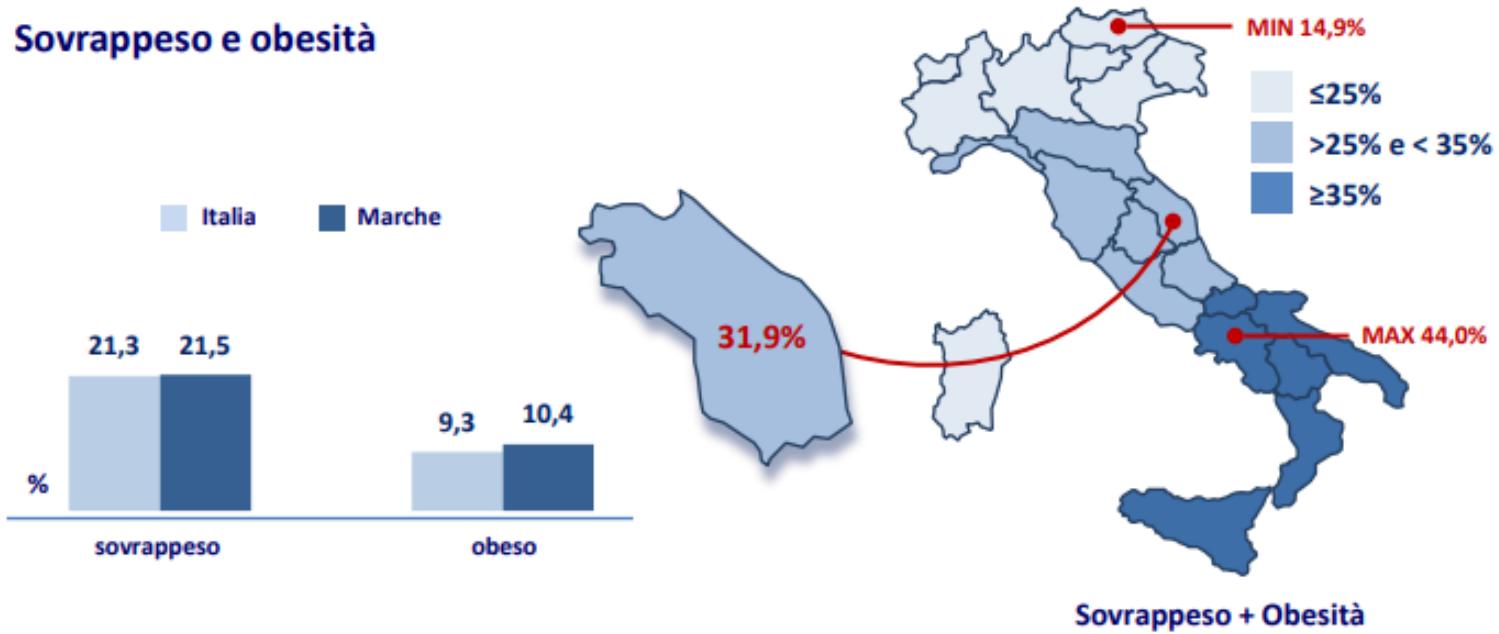 Sovrappeso e obesità
MIN 14,9%
≤25%
>25% e < 35%
≥35%
Italia
Marche
31,9%
MAX 44,0%
21,3
21,5
9,3
10,4
%
sovrappeso
obeso
Sovrappeso + Obesità